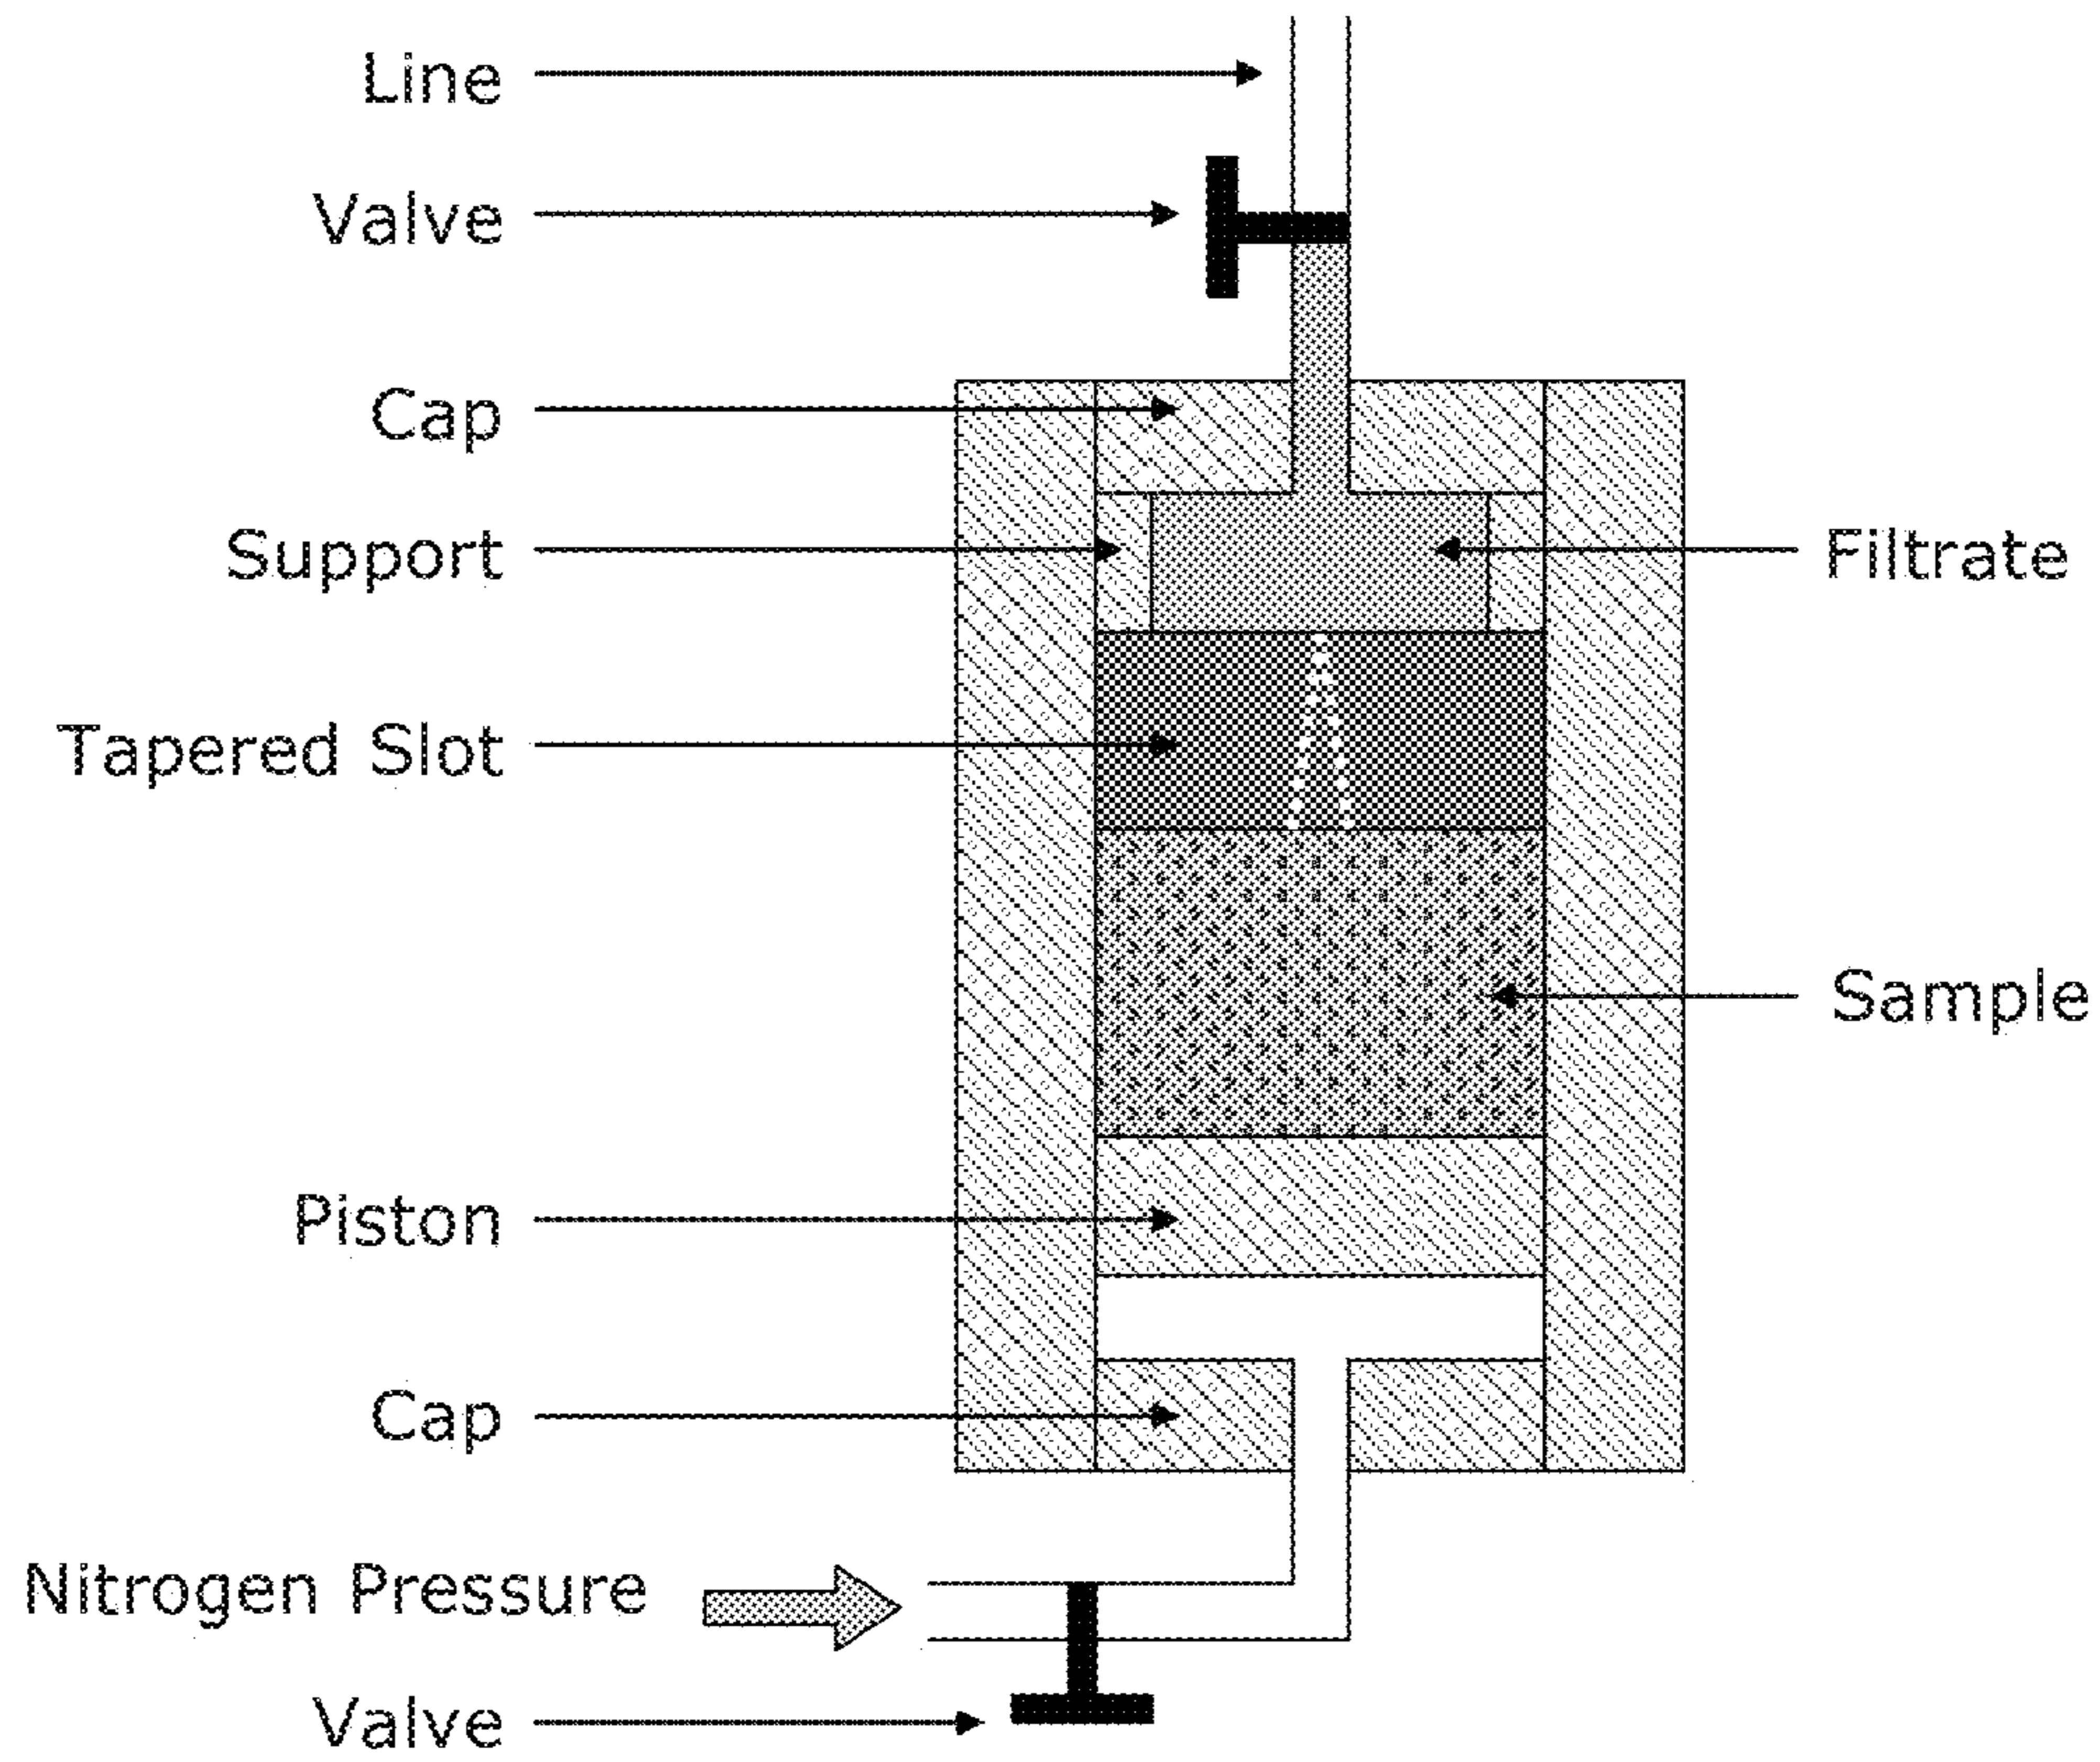 Line
Valve
Cap
Support
Filtrate
Tapered Slot
Sample
Piston
Cap
Nitrogen Pressure
Valve